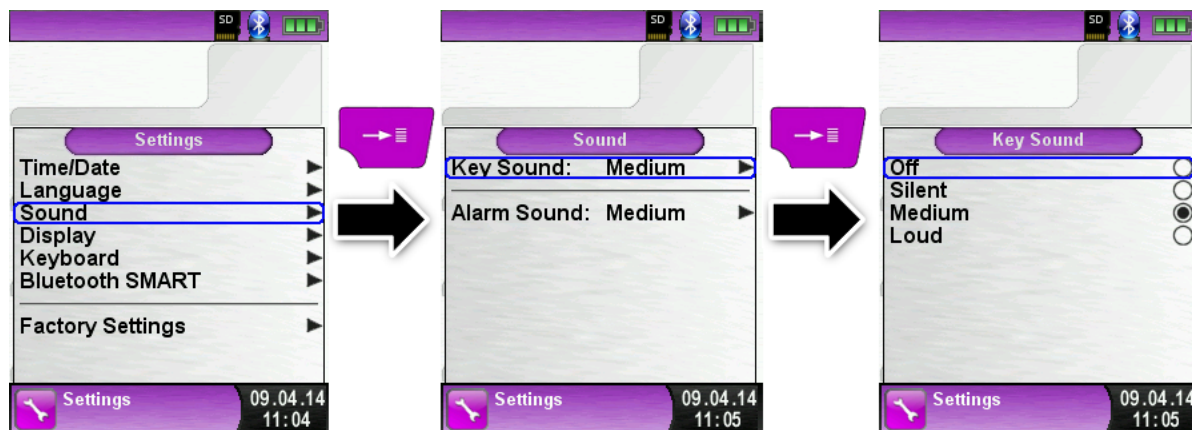 SD
Settings
Time/Date
Language
Sound
Display
Keyboard
Bluetooth SMART
Factory Settings
Settings
09.04.14
11:04
SD
Sound
Key Sound: Medium
Alarm Sound: Medium
Settings
09.04.14
11:05
SD
Key Sound
Off
Silent
Medium
Loud
Settings
09.04.14
11:05